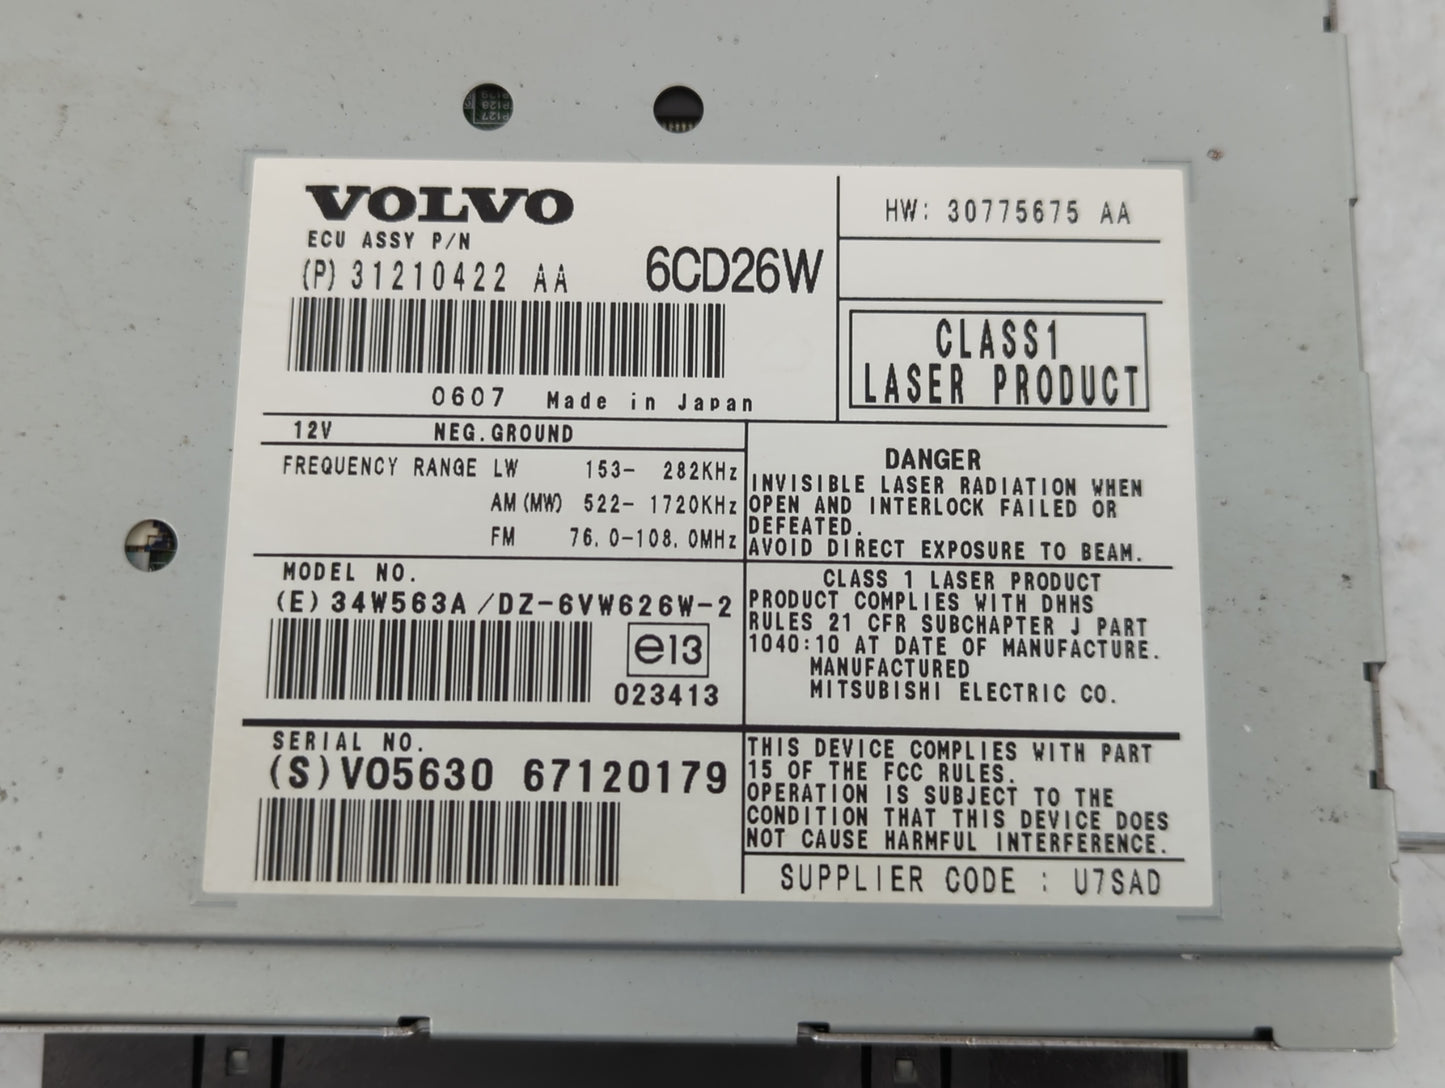 VOLVO
ECU ASSY P/N
(P) 31210422 AA
6CD26W
0607 Made in Japan
HW: 30775675 AA
CLASS1
LASER PRODUCT
12V NEG.GROUND
FREQUENCY RANGE LW 153- 282KHz
AM(MW) 522- 1720KHz
FM 76.0-108.0MHz
DANGER
INVISIBLE LASER RADIATION WHEN
OPEN AND INTERLOCK FAILED OR
DEFEATED.
AVOID DIRECT EXPOSURE TO BEAM.
MODEL NO.
(E) 34W563A /DZ-6VW626W-2
e13
023413
CLASS 1 LASER PRODUCT
PRODUCT COMPLIES WITH DHHS
RULES 21 CFR SUBCHAPTER J PART
1040:10 AT DATE OF MANUFACTURE.
MANUFACTURED
MITSUBISHI ELECTRIC CO.
SERIAL NO.
(S) VO5630 67120179
THIS DEVICE COMPLIES WITH PART
15 OF THE FCC RULES.
OPERATION IS SUBJECT TO THE
CONDITION THAT THIS DEVICE DOES
NOT CAUSE HARMFUL INTERFERENCE.
SUPPLIER CODE : U7SAD